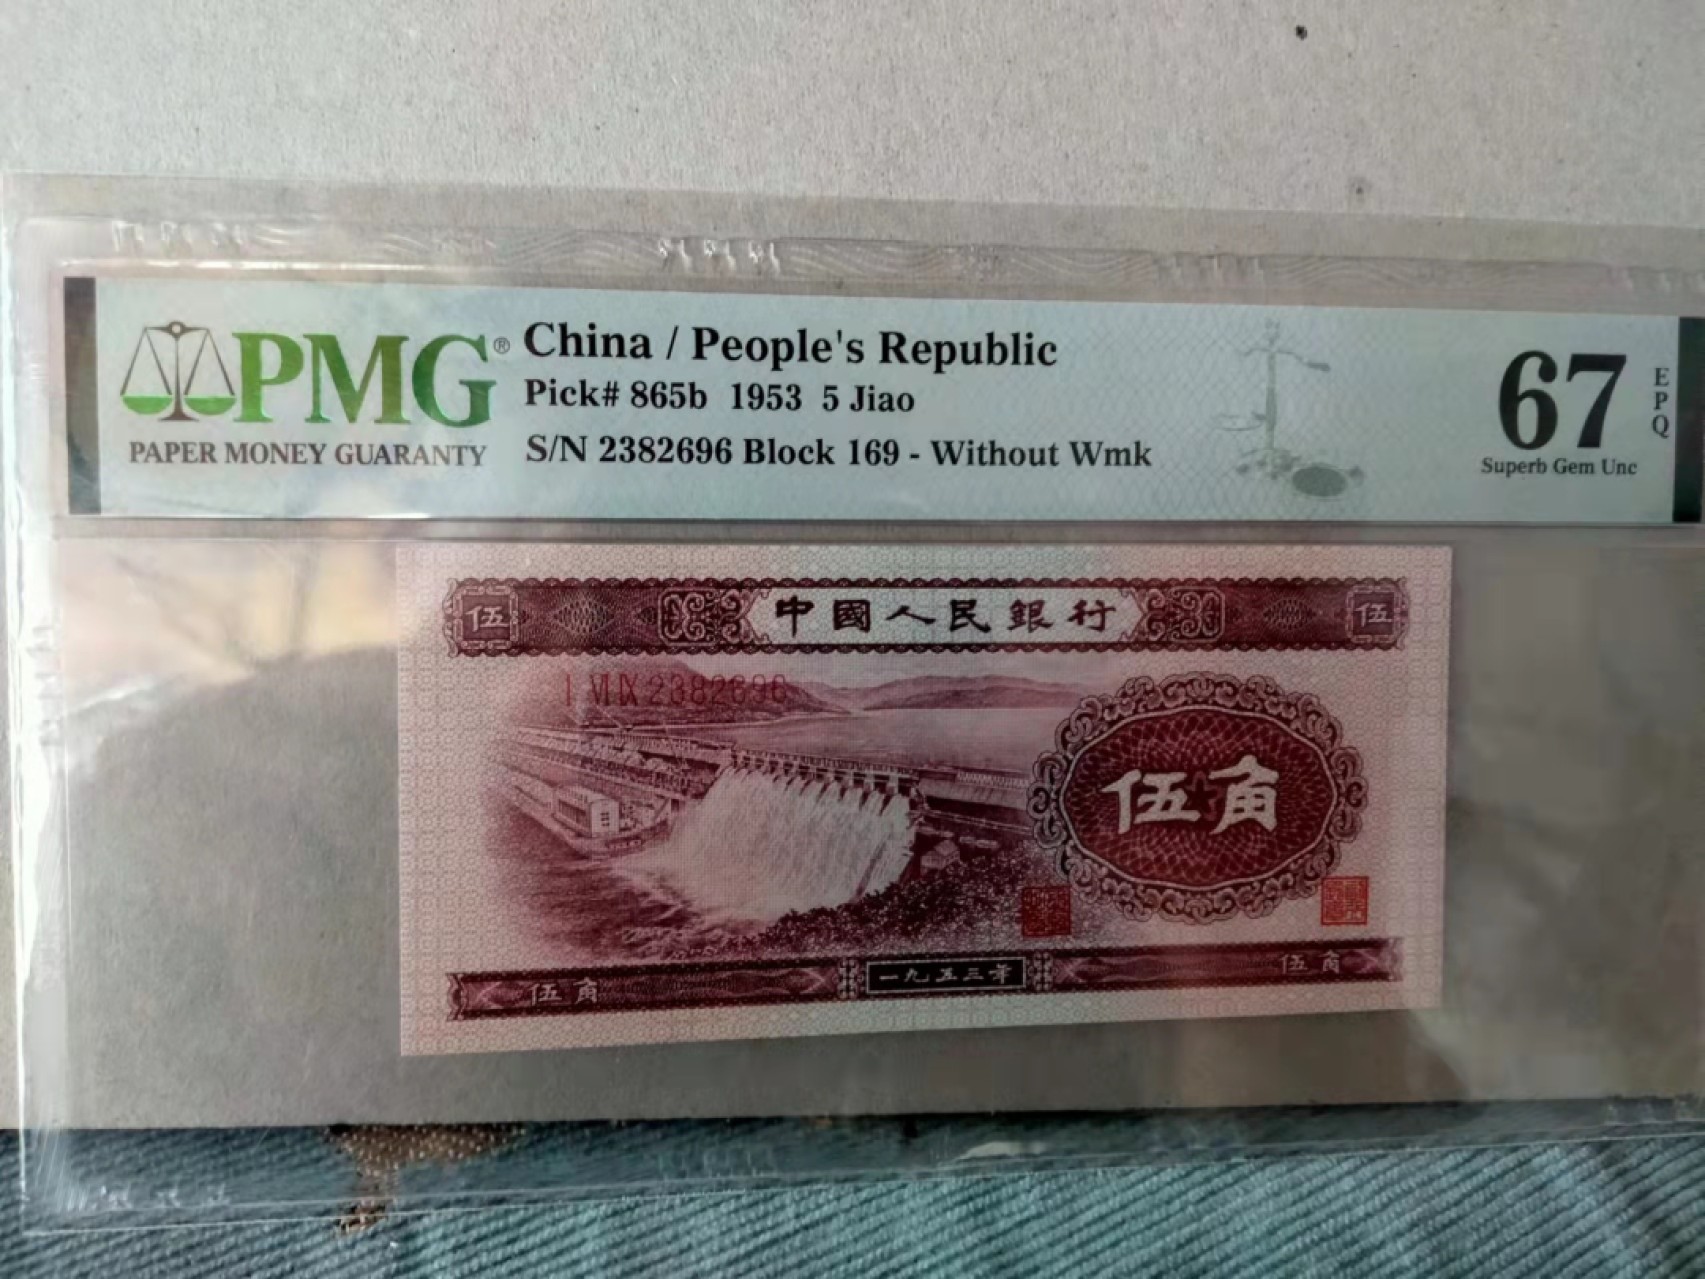 PMG®
PAPER MONEY GUARANTY
China / People's Republic
Pick# 865b 1953 5 Jiao
S/N 2382696 Block 169 - Without Wmk
67
EPQ
Superb Gem Unc
伍 中國人民銀行 伍
I VI IX 2382696
伍角
伍角 一九五三年 伍角